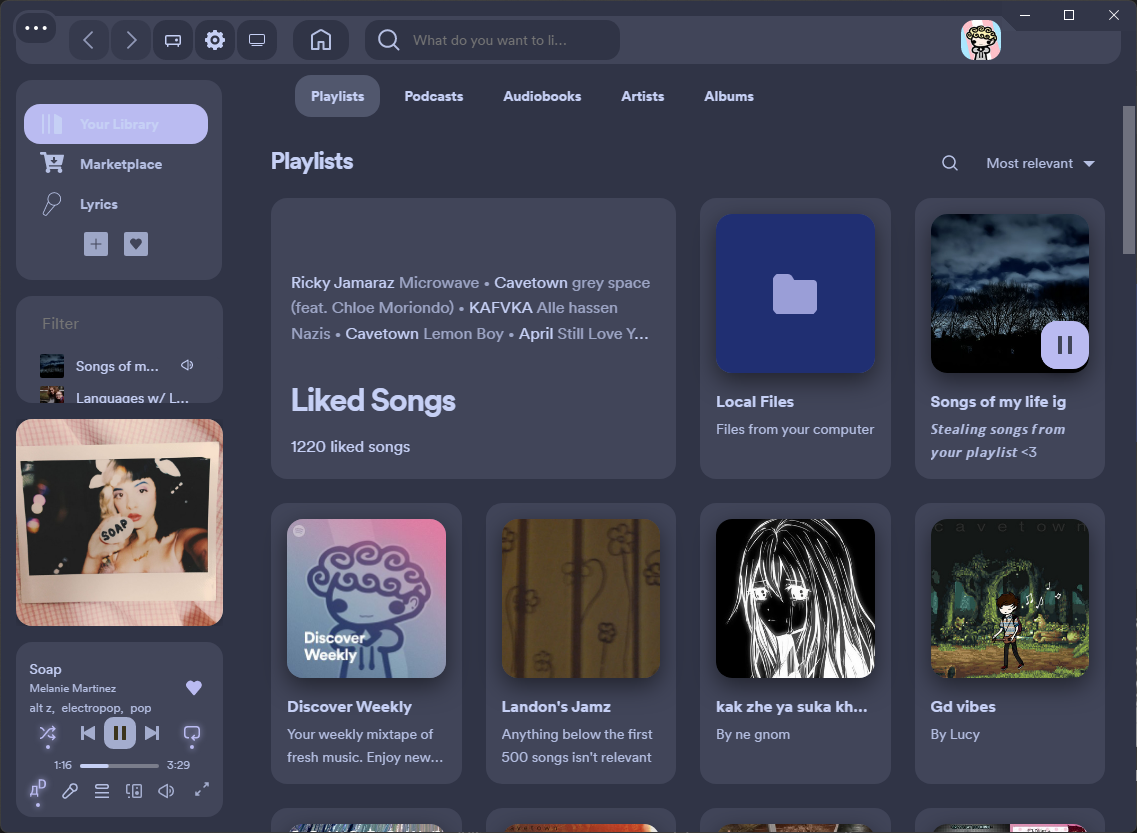 What do you want to li...
Your Library
Marketplace
Lyrics
Filter
Songs of m...
Languages w/ L...
SOAP
Soap
Melanie Martinez
alt z, electropop, pop
1:16
3:29
Playlists
Podcasts
Audiobooks
Artists
Albums
Playlists
Most relevant
Ricky Jamaraz Microwave • Cavetown grey space
(feat. Chloe Moriondo) • KAFVKA Alle hassen
Nazis • Cavetown Lemon Boy • April Still Love Y...
Liked Songs
1220 liked songs
Local Files
Files from your computer
Songs of my life ig
Stealing songs from
your playlist <3
Discover
Weekly
Discover Weekly
Your weekly mixtape of
fresh music. Enjoy new...
Landon's Jamz
Anything below the first
500 songs isn't relevant
kak zhe ya suka kh...
By ne gnom
cavetown
Gd vibes
By Lucy